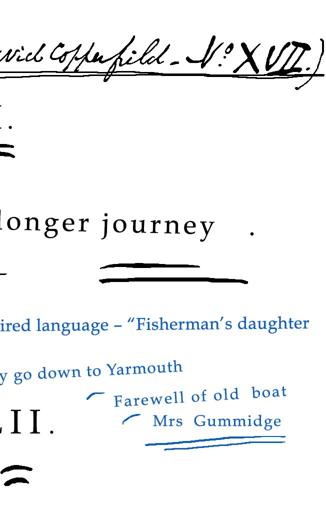 avid Copperfield - Nº XVII.)
.
longer journey .
ired language – “Fisherman's daughter
y go down to Yarmouth
Farewell of old boat
Mrs Gummidge
LII.